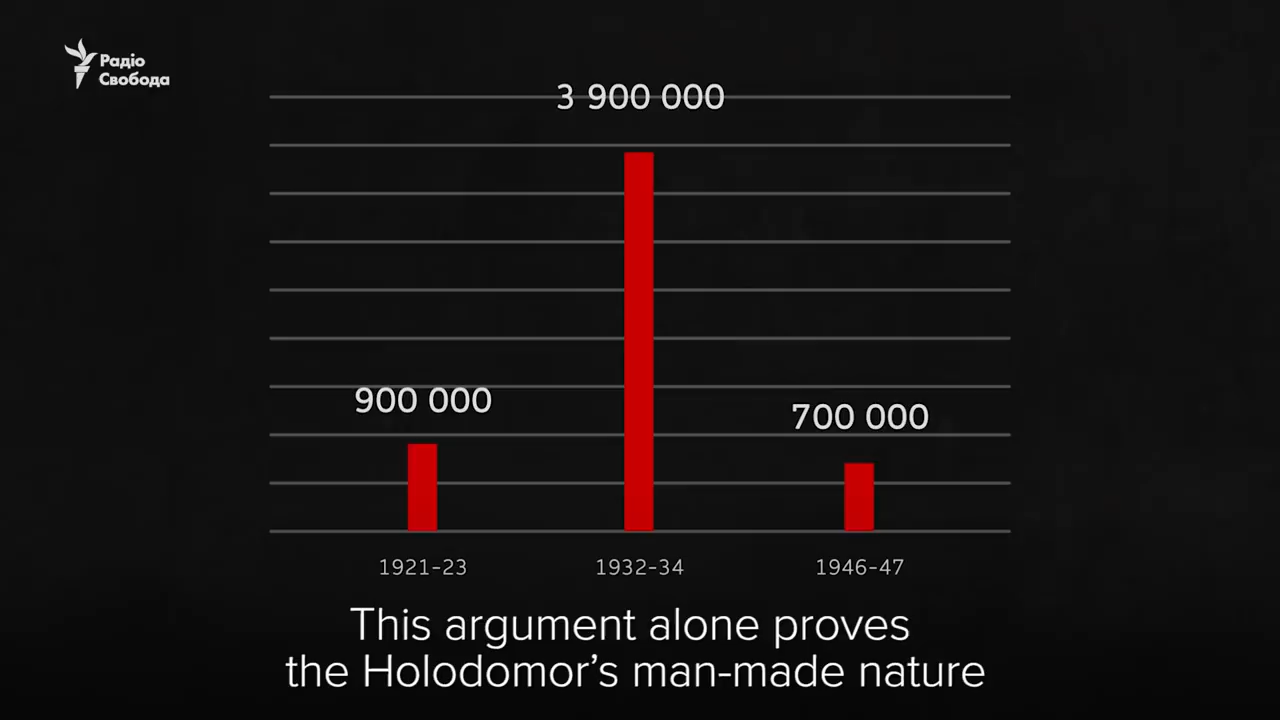 Радіо
Свобода
3 900 000
900 000
700 000
1921-23
1932-34
1946-47
This argument alone proves
the Holodomor’s man-made nature